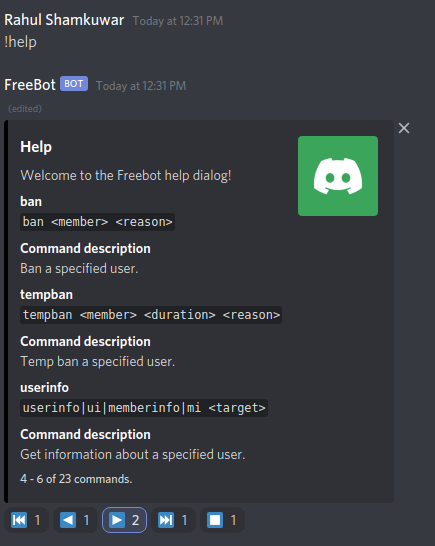 Rahul Shamkuwar Today at 12:31 PM
!help
FreeBot BOT Today at 12:31 PM
(edited)
Help
Welcome to the Freebot help dialog!
ban
ban <member> <reason>
Command description
Ban a specified user.
tempban
tempban <member> <duration> <reason>
Command description
Temp ban a specified user.
userinfo
userinfo|ui|memberinfo|mi <target>
Command description
Get information about a specified user.
4 - 6 of 23 commands.
1 1 2 1 1